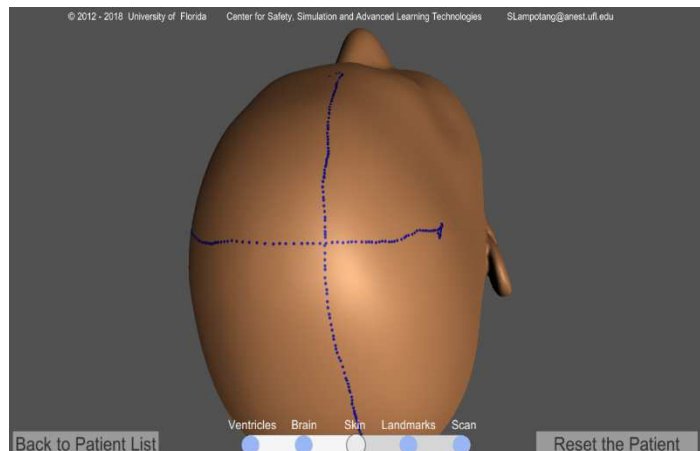 © 2012 - 2018 University of Florida Center for Safety, Simulation and Advanced Learning Technologies SLampotang@anest.ufl.edu
Ventricles Brain Skin Landmarks Scan
Back to Patient List Reset the Patient